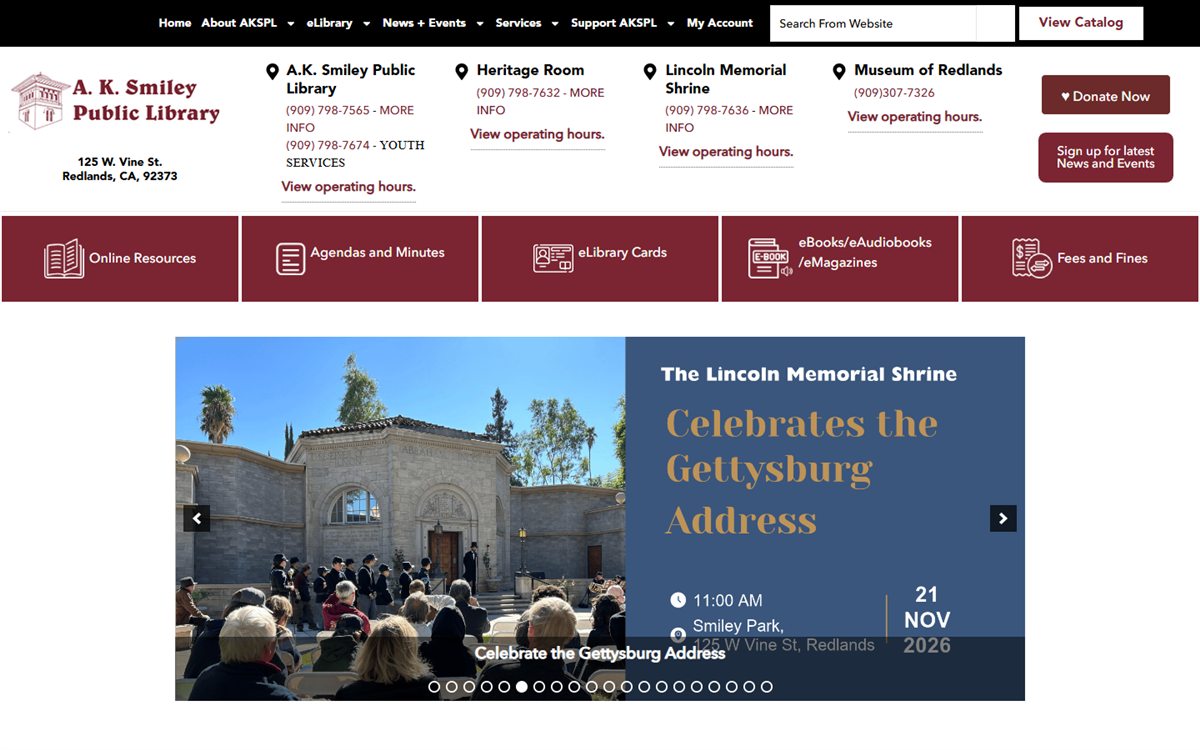 Home About AKSPL eLibrary News + Events Services Support AKSPL My Account Search From Website View Catalog
A. K. Smiley
Public Library
125 W. Vine St.
Redlands, CA, 92373
A.K. Smiley Public
Library
(909) 798-7565 - MORE
INFO
(909) 798-7674 - YOUTH
SERVICES
View operating hours.
Heritage Room
(909) 798-7632 - MORE
INFO
View operating hours.
Lincoln Memorial
Shrine
(909) 798-7636 - MORE
INFO
View operating hours.
Museum of Redlands
(909)307-7326
View operating hours.
♥ Donate Now
Sign up for latest
News and Events
Online Resources
Agendas and Minutes
eLibrary Cards
E-BOOK
eBooks/eAudiobooks
/eMagazines
Fees and Fines
The Lincoln Memorial Shrine
Celebrates the
Gettysburg
Address
11:00 AM
Smiley Park,
125 W Vine St, Redlands
21
NOV
2026
Celebrate the Gettysburg Address